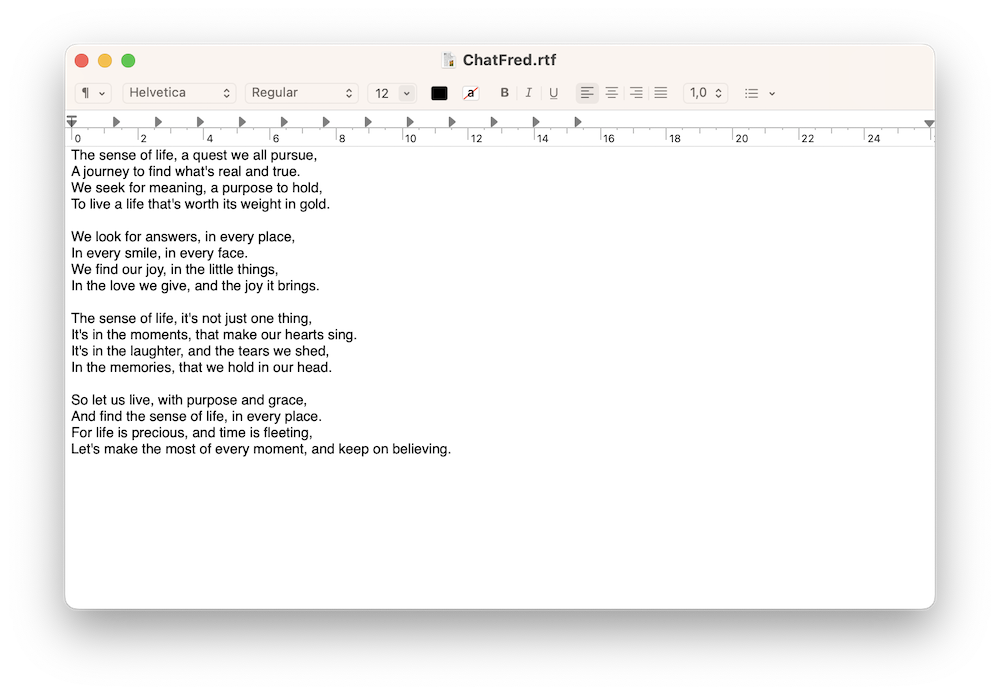 ChatFred.rtf
¶ Helvetica Regular 12 a B I U 1,0
0 2 4 6 8 10 12 14 16 18 20 22 24
The sense of life, a quest we all pursue,
A journey to find what's real and true.
We seek for meaning, a purpose to hold,
To live a life that's worth its weight in gold.

We look for answers, in every place,
In every smile, in every face.
We find our joy, in the little things,
In the love we give, and the joy it brings.

The sense of life, it's not just one thing,
It's in the moments, that make our hearts sing.
It's in the laughter, and the tears we shed,
In the memories, that we hold in our head.

So let us live, with purpose and grace,
And find the sense of life, in every place.
For life is precious, and time is fleeting,
Let's make the most of every moment, and keep on believing.